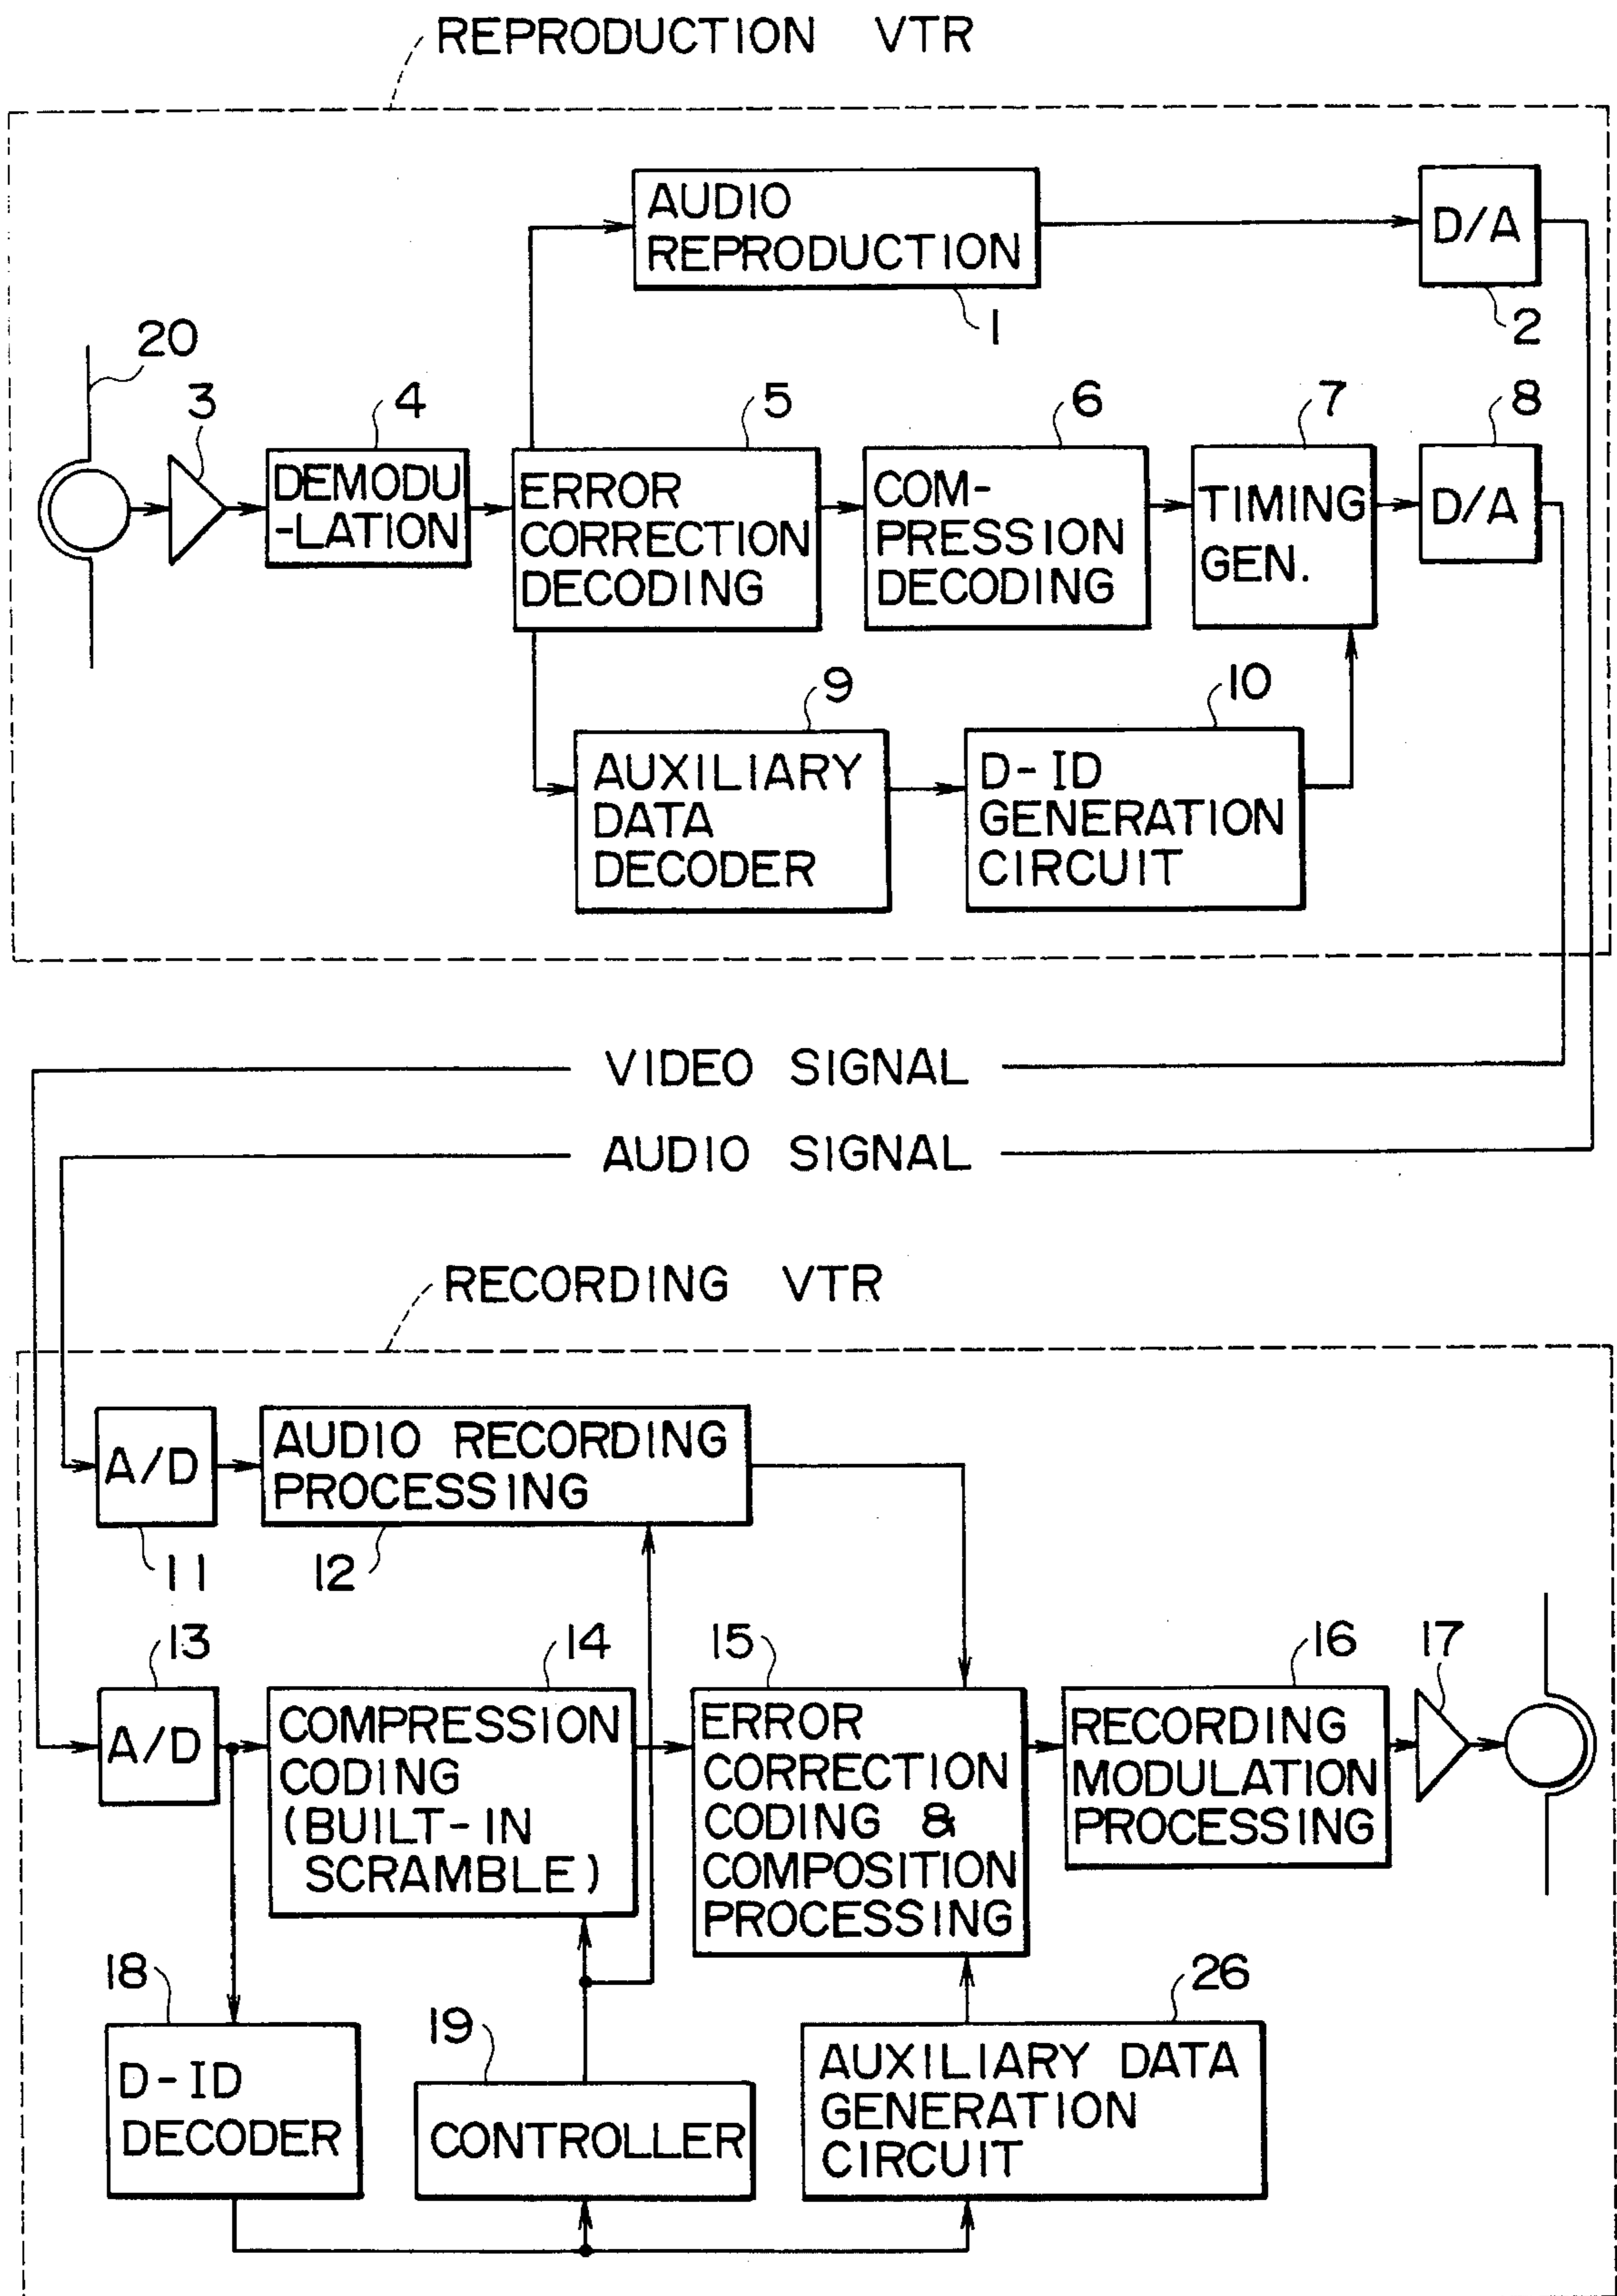 REPRODUCTION VTR
AUDIO
REPRODUCTION
D/A
1
2
20
3
4
5
6
7
8
DEMODU
-LATION
ERROR
CORRECTION
DECODING
COM-
PRESSION
DECODING
TIMING
GEN.
D/A
9
10
AUXILIARY
DATA
DECODER
D-ID
GENERATION
CIRCUIT
VIDEO SIGNAL
AUDIO SIGNAL
RECORDING VTR
A/D
AUDIO RECORDING
PROCESSING
11
12
13
14
15
16
17
A/D
COMPRESSION
CODING
(BUILT-IN
SCRAMBLE)
ERROR
CORRECTION
CODING &
COMPOSITION
PROCESSING
RECORDING
MODULATION
PROCESSING
18
19
26
D-ID
DECODER
CONTROLLER
AUXILIARY DATA
GENERATION
CIRCUIT